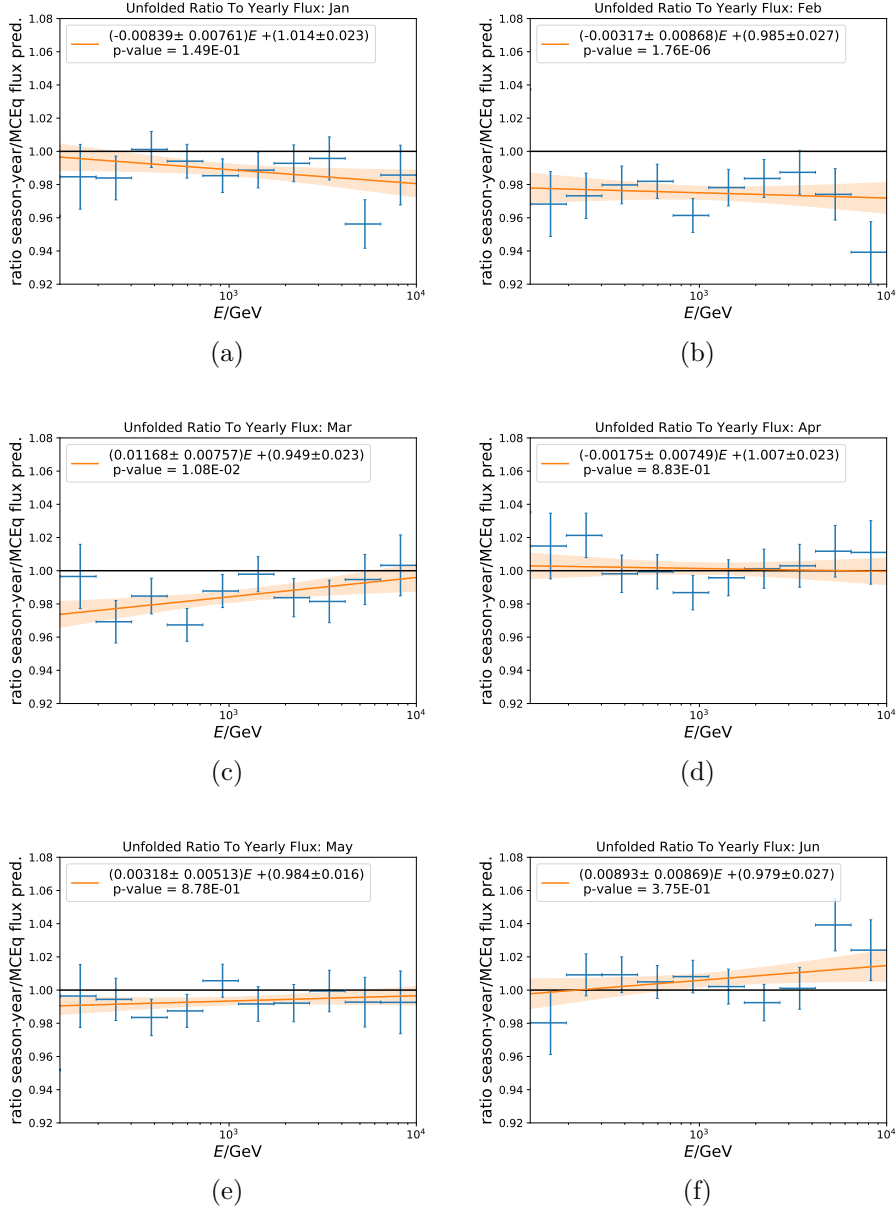 Unfolded Ratio To Yearly Flux: Jan
(-0.00839± 0.00761)E +(1.014±0.023)
p-value = 1.49E-01
ratio season-year/MCEq flux pred.
1.08
1.06
1.04
1.02
1.00
0.98
0.96
0.94
0.92
10³
10⁴
E/GeV
(a)
Unfolded Ratio To Yearly Flux: Feb
(-0.00317± 0.00868)E +(0.985±0.027)
p-value = 1.76E-06
ratio season-year/MCEq flux pred.
1.08
1.06
1.04
1.02
1.00
0.98
0.96
0.94
0.92
10³
10⁴
E/GeV
(b)
Unfolded Ratio To Yearly Flux: Mar
(0.01168± 0.00757)E +(0.949±0.023)
p-value = 1.08E-02
ratio season-year/MCEq flux pred.
1.08
1.06
1.04
1.02
1.00
0.98
0.96
0.94
0.92
10³
10⁴
E/GeV
(c)
Unfolded Ratio To Yearly Flux: Apr
(-0.00175± 0.00749)E +(1.007±0.023)
p-value = 8.83E-01
ratio season-year/MCEq flux pred.
1.08
1.06
1.04
1.02
1.00
0.98
0.96
0.94
0.92
10³
10⁴
E/GeV
(d)
Unfolded Ratio To Yearly Flux: May
(0.00318± 0.00513)E +(0.984±0.016)
p-value = 8.78E-01
ratio season-year/MCEq flux pred.
1.08
1.06
1.04
1.02
1.00
0.98
0.96
0.94
0.92
10³
10⁴
E/GeV
(e)
Unfolded Ratio To Yearly Flux: Jun
(0.00893± 0.00869)E +(0.979±0.027)
p-value = 3.75E-01
ratio season-year/MCEq flux pred.
1.08
1.06
1.04
1.02
1.00
0.98
0.96
0.94
0.92
10³
10⁴
E/GeV
(f)